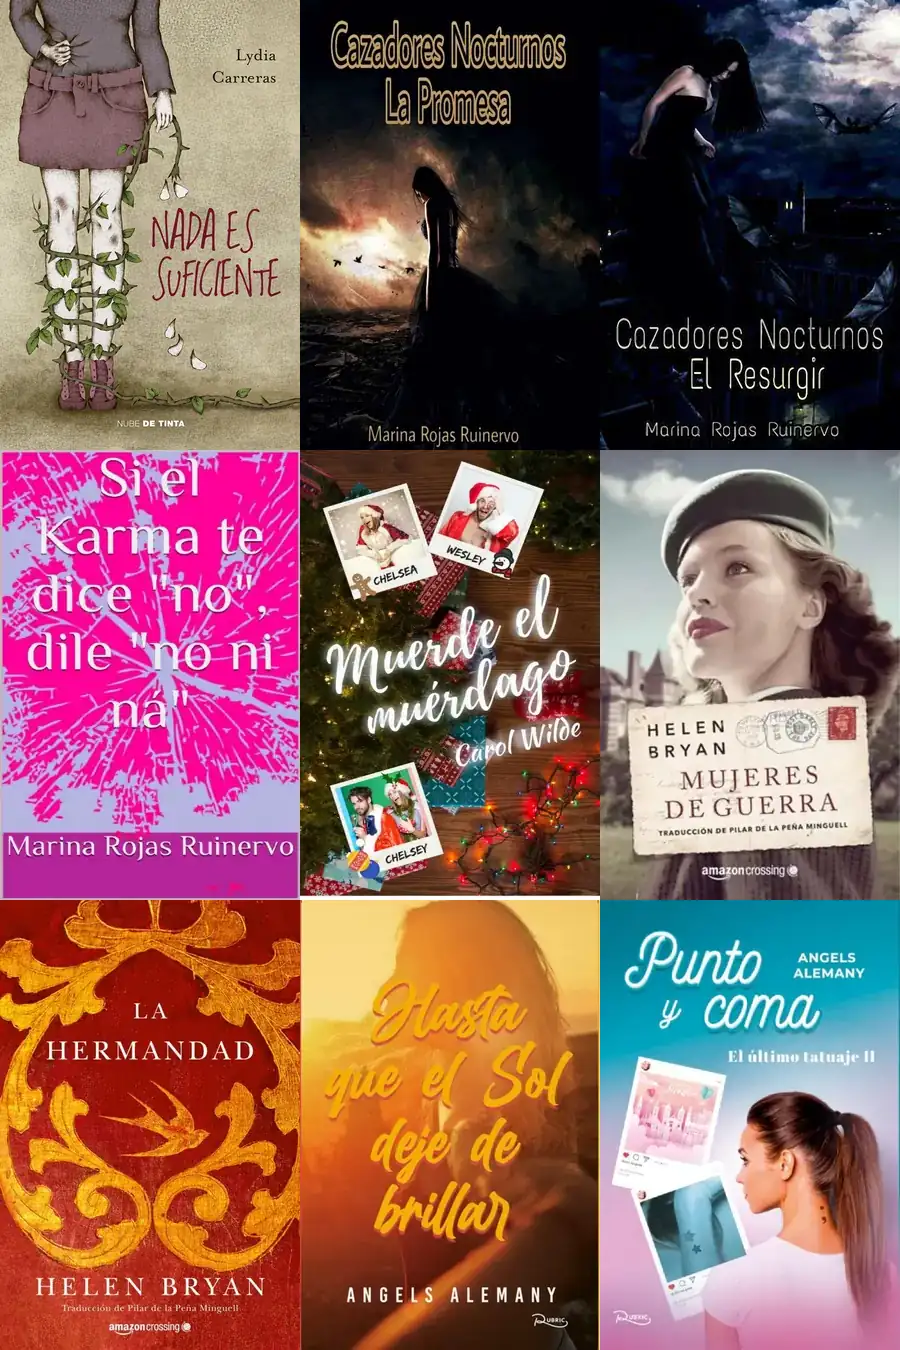 Lydia
Carreras
NADA ES
SUFICIENTE
NUBE DE TINTA
Cazadores Nocturnos
La Promesa
Marina Rojas Ruinervo
Cazadores Nocturnos
El Resurgir
Marina Rojas Ruinervo
Si el
Karma te
dice "no",
dile "no ni
ná"
Marina Rojas Ruinervo
CHELSEA
WESLEY
Muerde el
muérdago
Carol Wilde
CHELSEY
HELEN
BRYAN
MUJERES
DE GUERRA
TRADUCCIÓN DE PILAR DE LA PEÑA MINGUELL
amazoncrossing
LA
HERMANDAD
HELEN BRYAN
Traducción de Pilar de la Peña Minguell
amazoncrossing
Hasta
que el Sol
deje de
brillar
ANGELS ALEMANY
RUBRIC
Punto
y coma
ANGELS
ALEMANY
El último tatuaje II
RUBRIC